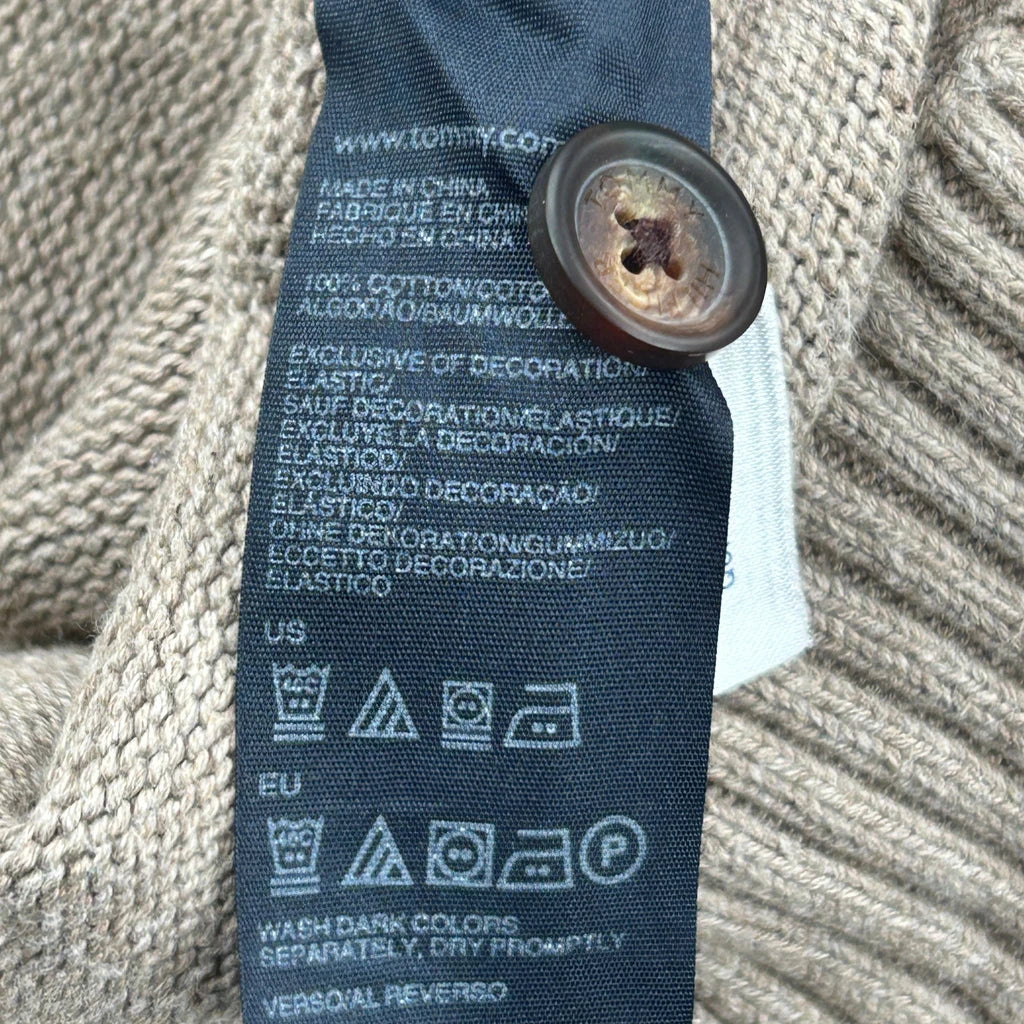 www.tommy.com
MADE IN CHINA
FABRIQUÉ EN CHIN
HECHO EN CHINA
100% COTTON/COTO
ALGODÃO/BAUMWOLLE
EXCLUSIVE OF DECORATION/
ELASTIC/
SAUF DÉCORATION/ÉLASTIQUE/
EXCLUYE LA DECORACIÓN/
ELÁSTICO/
EXCLUINDO DECORAÇÃO/
ELÁSTICO/
OHNE DEKORATION/GUMMIZUG/
ECCETTO DECORAZIONE/
ELASTICO
US
EU
P
WASH DARK COLORS
SEPARATELY, DRY PROMPTLY
VERSO/AL REVERSO